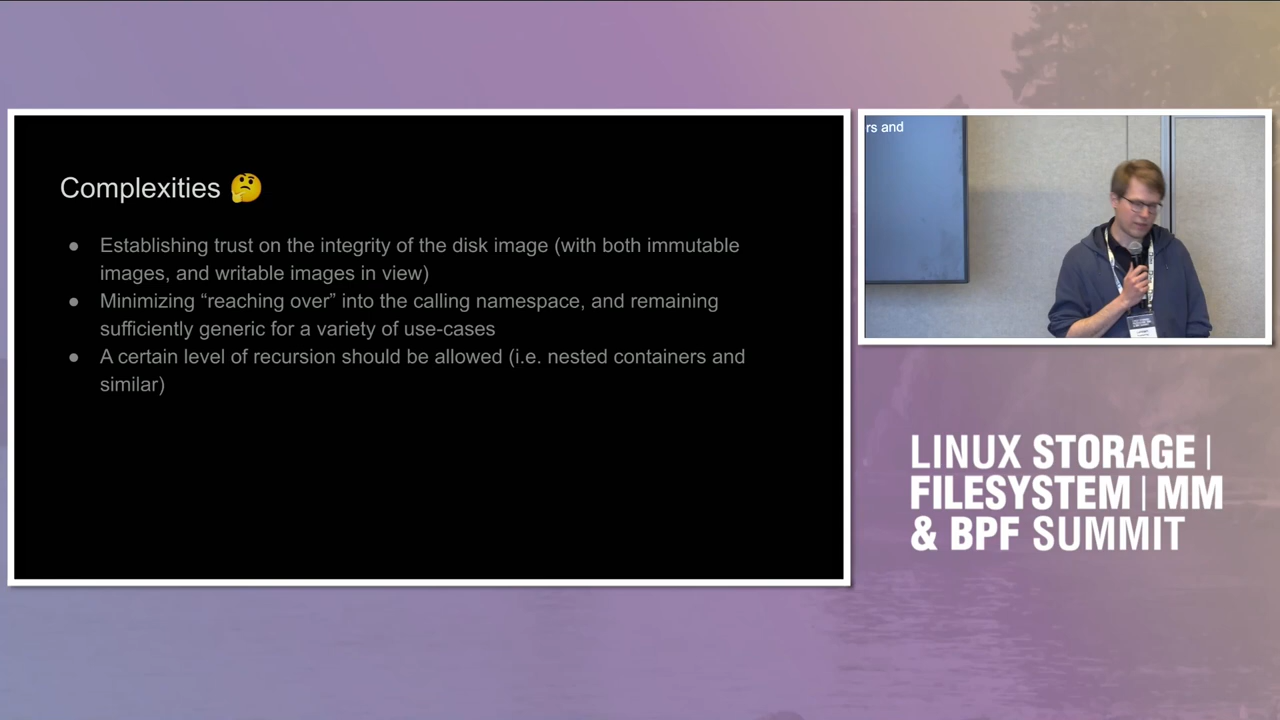 Complexities 🤔
● Establishing trust on the integrity of the disk image (with both immutable
images, and writable images in view)
● Minimizing “reaching over” into the calling namespace, and remaining
sufficiently generic for a variety of use-cases
● A certain level of recursion should be allowed (i.e. nested containers and
similar)
rs and
LINUX STORAGE |
FILESYSTEM | MM
& BPF SUMMIT